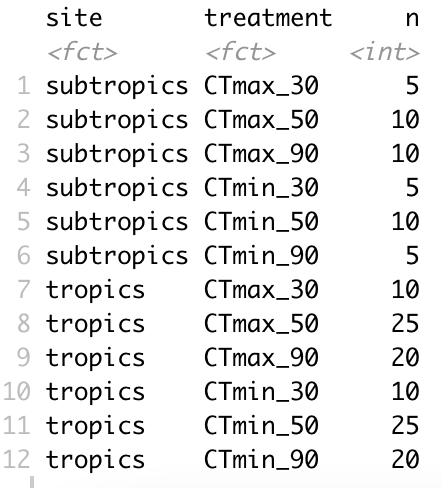 site treatment n
<fct> <fct> <int>
1 subtropics CTmax_30 5
2 subtropics CTmax_50 10
3 subtropics CTmax_90 10
4 subtropics CTmin_30 5
5 subtropics CTmin_50 10
6 subtropics CTmin_90 5
7 tropics CTmax_30 10
8 tropics CTmax_50 25
9 tropics CTmax_90 20
10 tropics CTmin_30 10
11 tropics CTmin_50 25
12 tropics CTmin_90 20